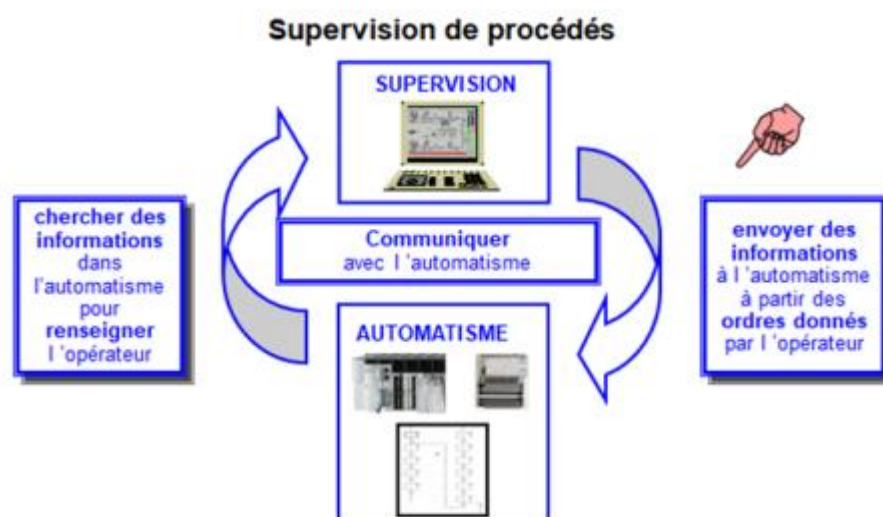 Supervision de procédés
SUPERVISION
chercher des
informations
dans
l'automatisme
pour
renseigner
l 'opérateur
Communiquer
avec l 'automatisme
envoyer des
informations
à l 'automatisme
à partir des
ordres donnés
par l 'opérateur
AUTOMATISME